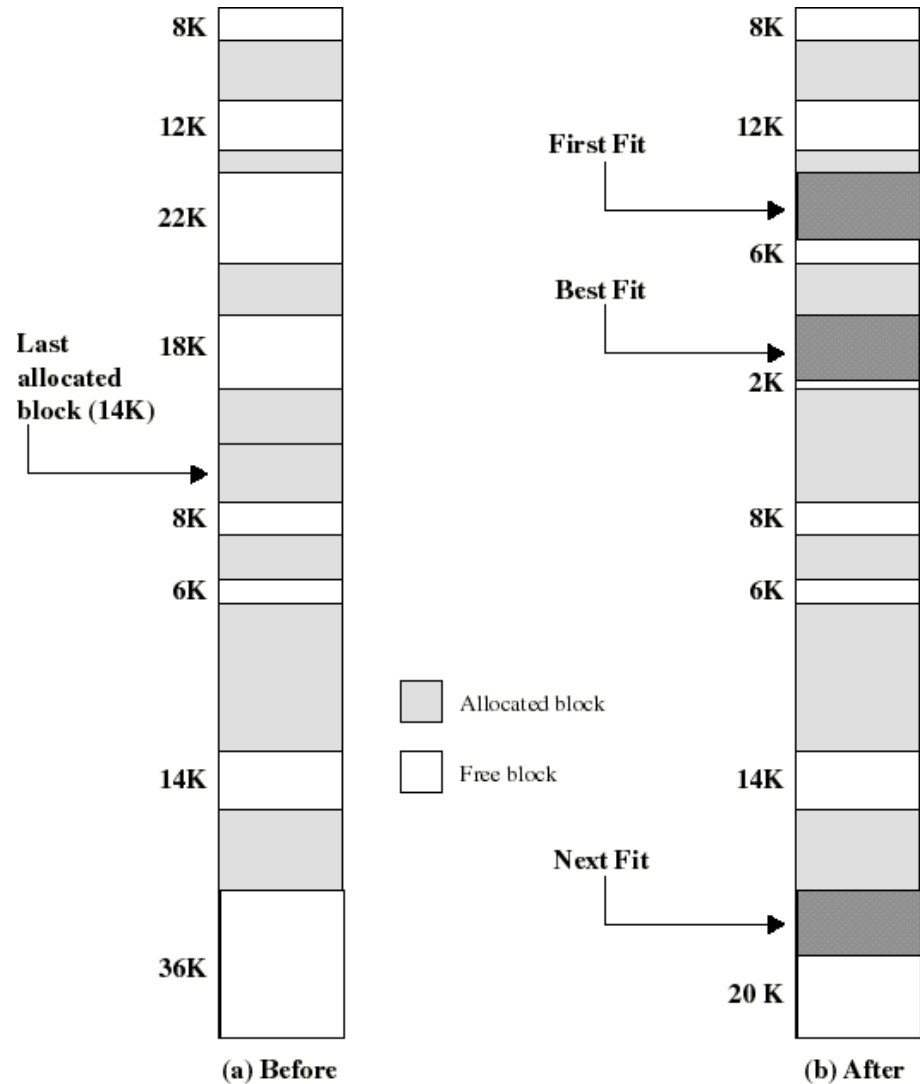 8K
12K
22K
18K
Last
allocated
block (14K)
8K
6K
14K
36K
(a) Before
Allocated block
Free block
8K
12K
First Fit
6K
Best Fit
2K
8K
6K
14K
Next Fit
20 K
(b) After